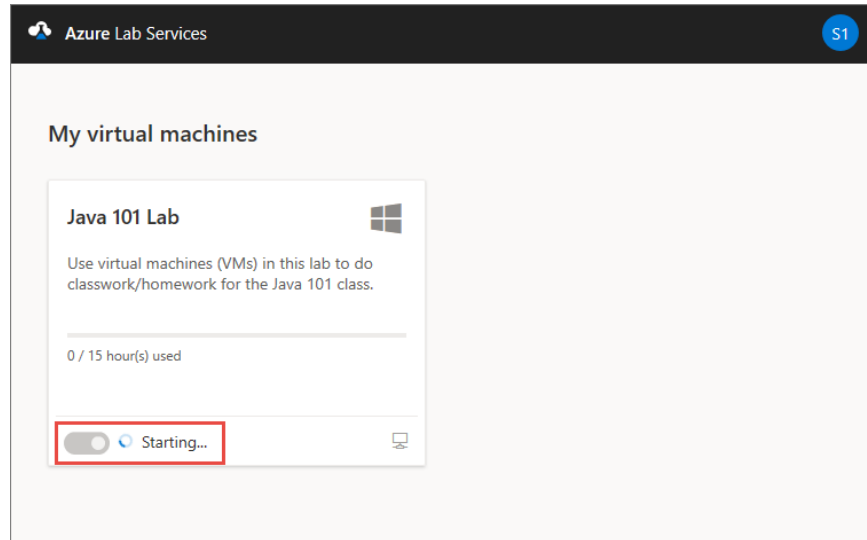 Azure Lab Services
S1
My virtual machines
Java 101 Lab
Use virtual machines (VMs) in this lab to do
classwork/homework for the Java 101 class.
0 / 15 hour(s) used
Starting...